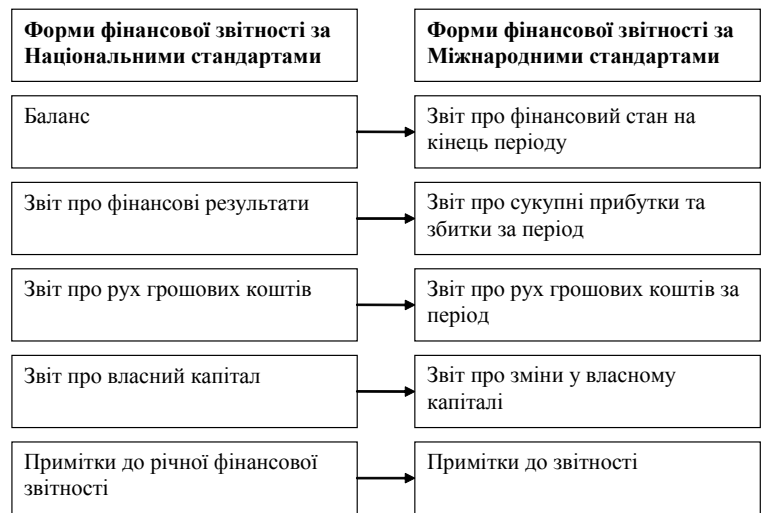 Форми фінансової звітності за
Національними стандартами
Форми фінансової звітності за
Міжнародними стандартами
Баланс
Звіт про фінансовий стан на
кінець періоду
Звіт про фінансові результати
Звіт про сукупні прибутки та
збитки за період
Звіт про рух грошових коштів
Звіт про рух грошових коштів за
період
Звіт про власний капітал
Звіт про зміни у власному
капіталі
Примітки до річної фінансової
звітності
Примітки до звітності